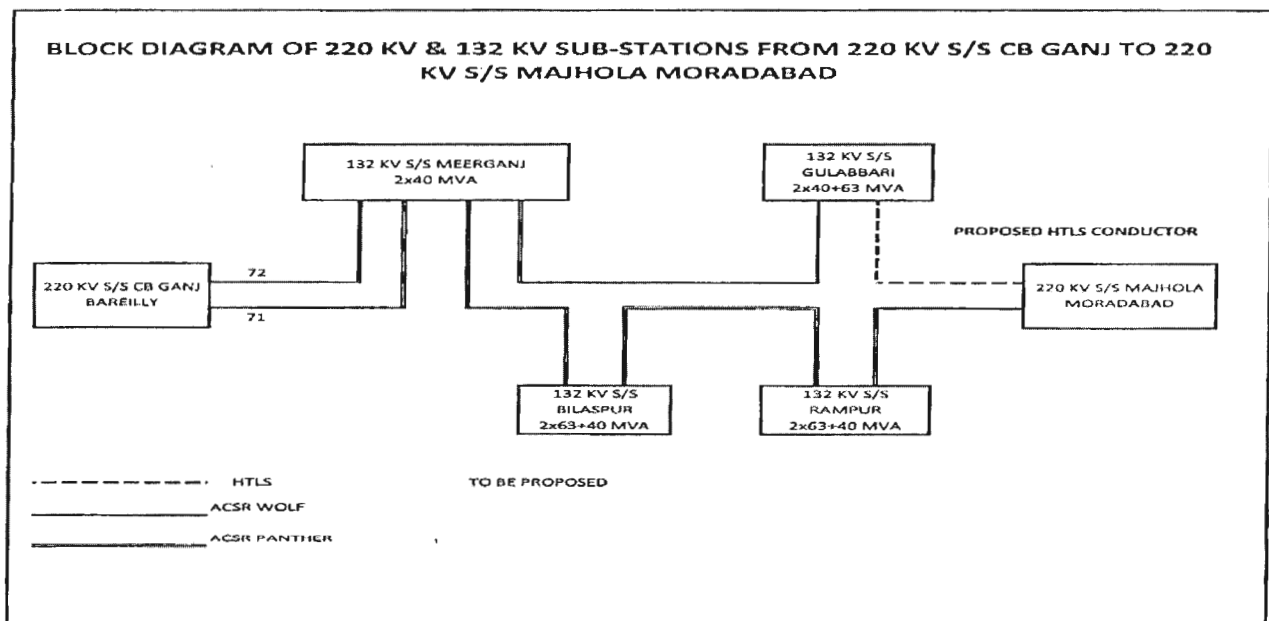 BLOCK DIAGRAM OF 220 KV & 132 KV SUB-STATIONS FROM 220 KV S/S CB GANJ TO 220
KV S/S MAJHOLA MORADABAD
132 KV S/S MEERGANJ
2x40 MVA
132 KV S/S
GULABBARI
2x40+63 MVA
PROPOSED HTLS CONDUCTOR
220 KV S/S CB GANJ
BAREILLY
72
71
220 KV S/S MAJHOLA
MORADABAD
132 KV S/S
BILASPUR
2x63+40 MVA
132 KV S/S
RAMPUR
2x63+40 MVA
HTLS TO BE PROPOSED
ACSR WOLF
ACSR PANTHER